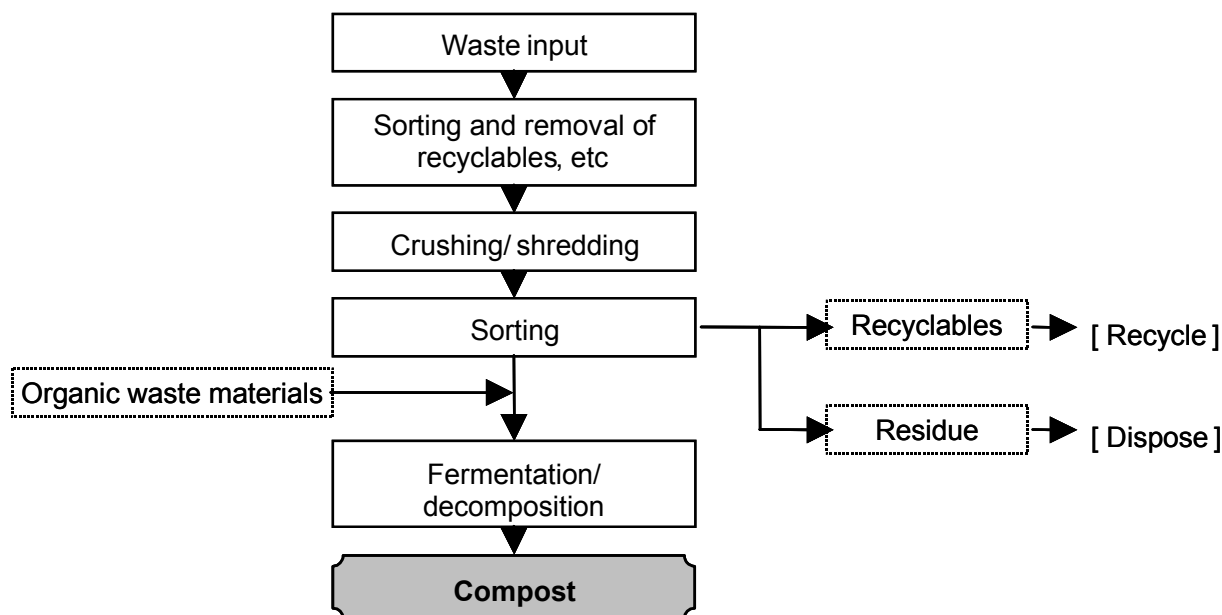 Waste input
Sorting and removal of
recyclables, etc
Crushing/ shredding
Sorting
Recyclables
[ Recycle ]
Organic waste materials
Residue
[ Dispose ]
Fermentation/
decomposition
Compost